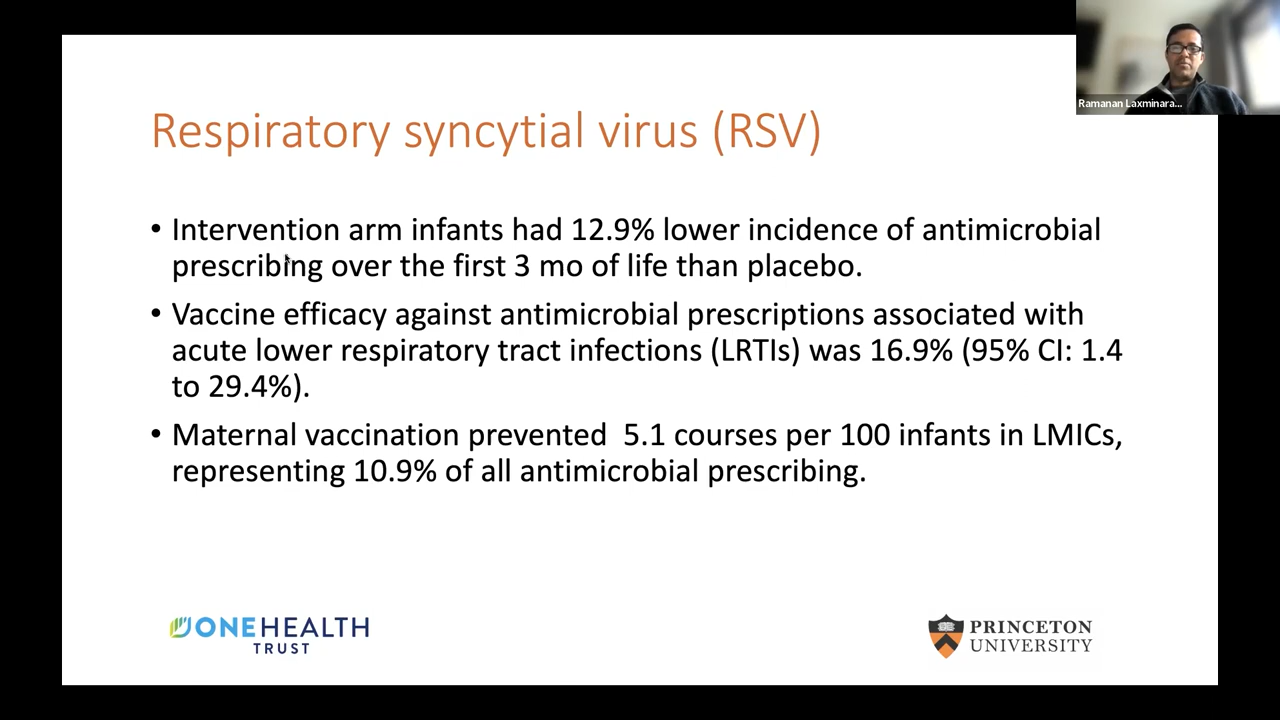 Ramanan Laxminara...
Respiratory syncytial virus (RSV)
• Intervention arm infants had 12.9% lower incidence of antimicrobial
prescribing over the first 3 mo of life than placebo.
• Vaccine efficacy against antimicrobial prescriptions associated with
acute lower respiratory tract infections (LRTIs) was 16.9% (95% CI: 1.4
to 29.4%).
• Maternal vaccination prevented  5.1 courses per 100 infants in LMICs,
representing 10.9% of all antimicrobial prescribing.
ONEHEALTH
TRUST
PRINCETON
UNIVERSITY